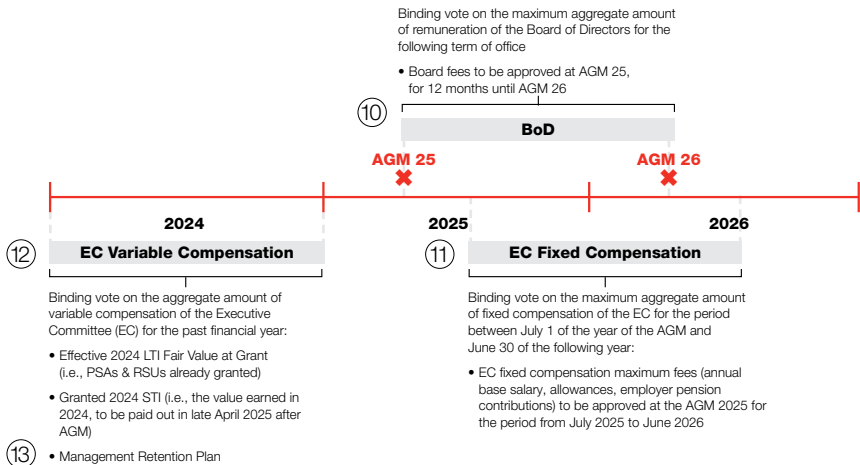 Binding vote on the maximum aggregate amount
of remuneration of the Board of Directors for the
following term of office
• Board fees to be approved at AGM 25,
for 12 months until AGM 26
10
BoD
AGM 25
AGM 26
2024
2025
2026
12
EC Variable Compensation
11
EC Fixed Compensation
Binding vote on the aggregate amount of
variable compensation of the Executive
Committee (EC) for the past financial year:
• Effective 2024 LTI Fair Value at Grant
(i.e., PSAs & RSUs already granted)
• Granted 2024 STI (i.e., the value earned in
2024, to be paid out in late April 2025 after
AGM)
13
• Management Retention Plan
Binding vote on the maximum aggregate amount
of fixed compensation of the EC for the period
between July 1 of the year of the AGM and
June 30 of the following year:
• EC fixed compensation maximum fees (annual
base salary, allowances, employer pension
contributions) to be approved at the AGM 2025 for
the period from July 2025 to June 2026